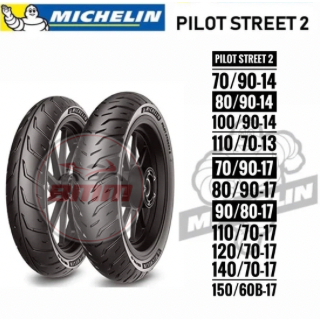 MICHELIN
PILOT STREET 2
PILOT STREET 2
70/90-14
80/90-14
100/90-14
110/70-13
70/90-17
80/90-17
90/80-17
110/70-17
120/70-17
140/70-17
150/60B-17
MICHELIN